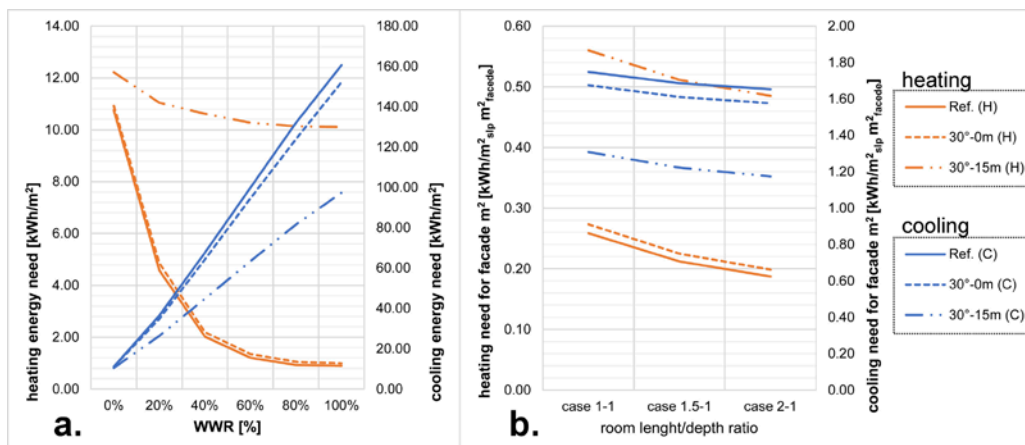 14.00
12.00
10.00
8.00
6.00
4.00
2.00
0.00
heating energy need [kWh/m²]
180.00
160.00
140.00
120.00
100.00
80.00
60.00
40.00
20.00
0.00
cooling energy need [kWh/m²]
0% 20% 40% 60% 80% 100%
WWR [%]
a.
0.60
0.50
0.40
0.30
0.20
0.10
0.00
heating need for facade m² [kWh/m²slp m²facede]
2.00
1.80
1.60
1.40
1.20
1.00
0.80
0.60
0.40
0.20
0.00
cooling need for facade m² [kWh/m²slp m²facede]
case 1-1 case 1.5-1 case 2-1
room lenght/depth ratio
b.
heating
Ref. (H)
30°-0m (H)
30°-15m (H)
cooling
Ref. (C)
30°-0m (C)
30°-15m (C)